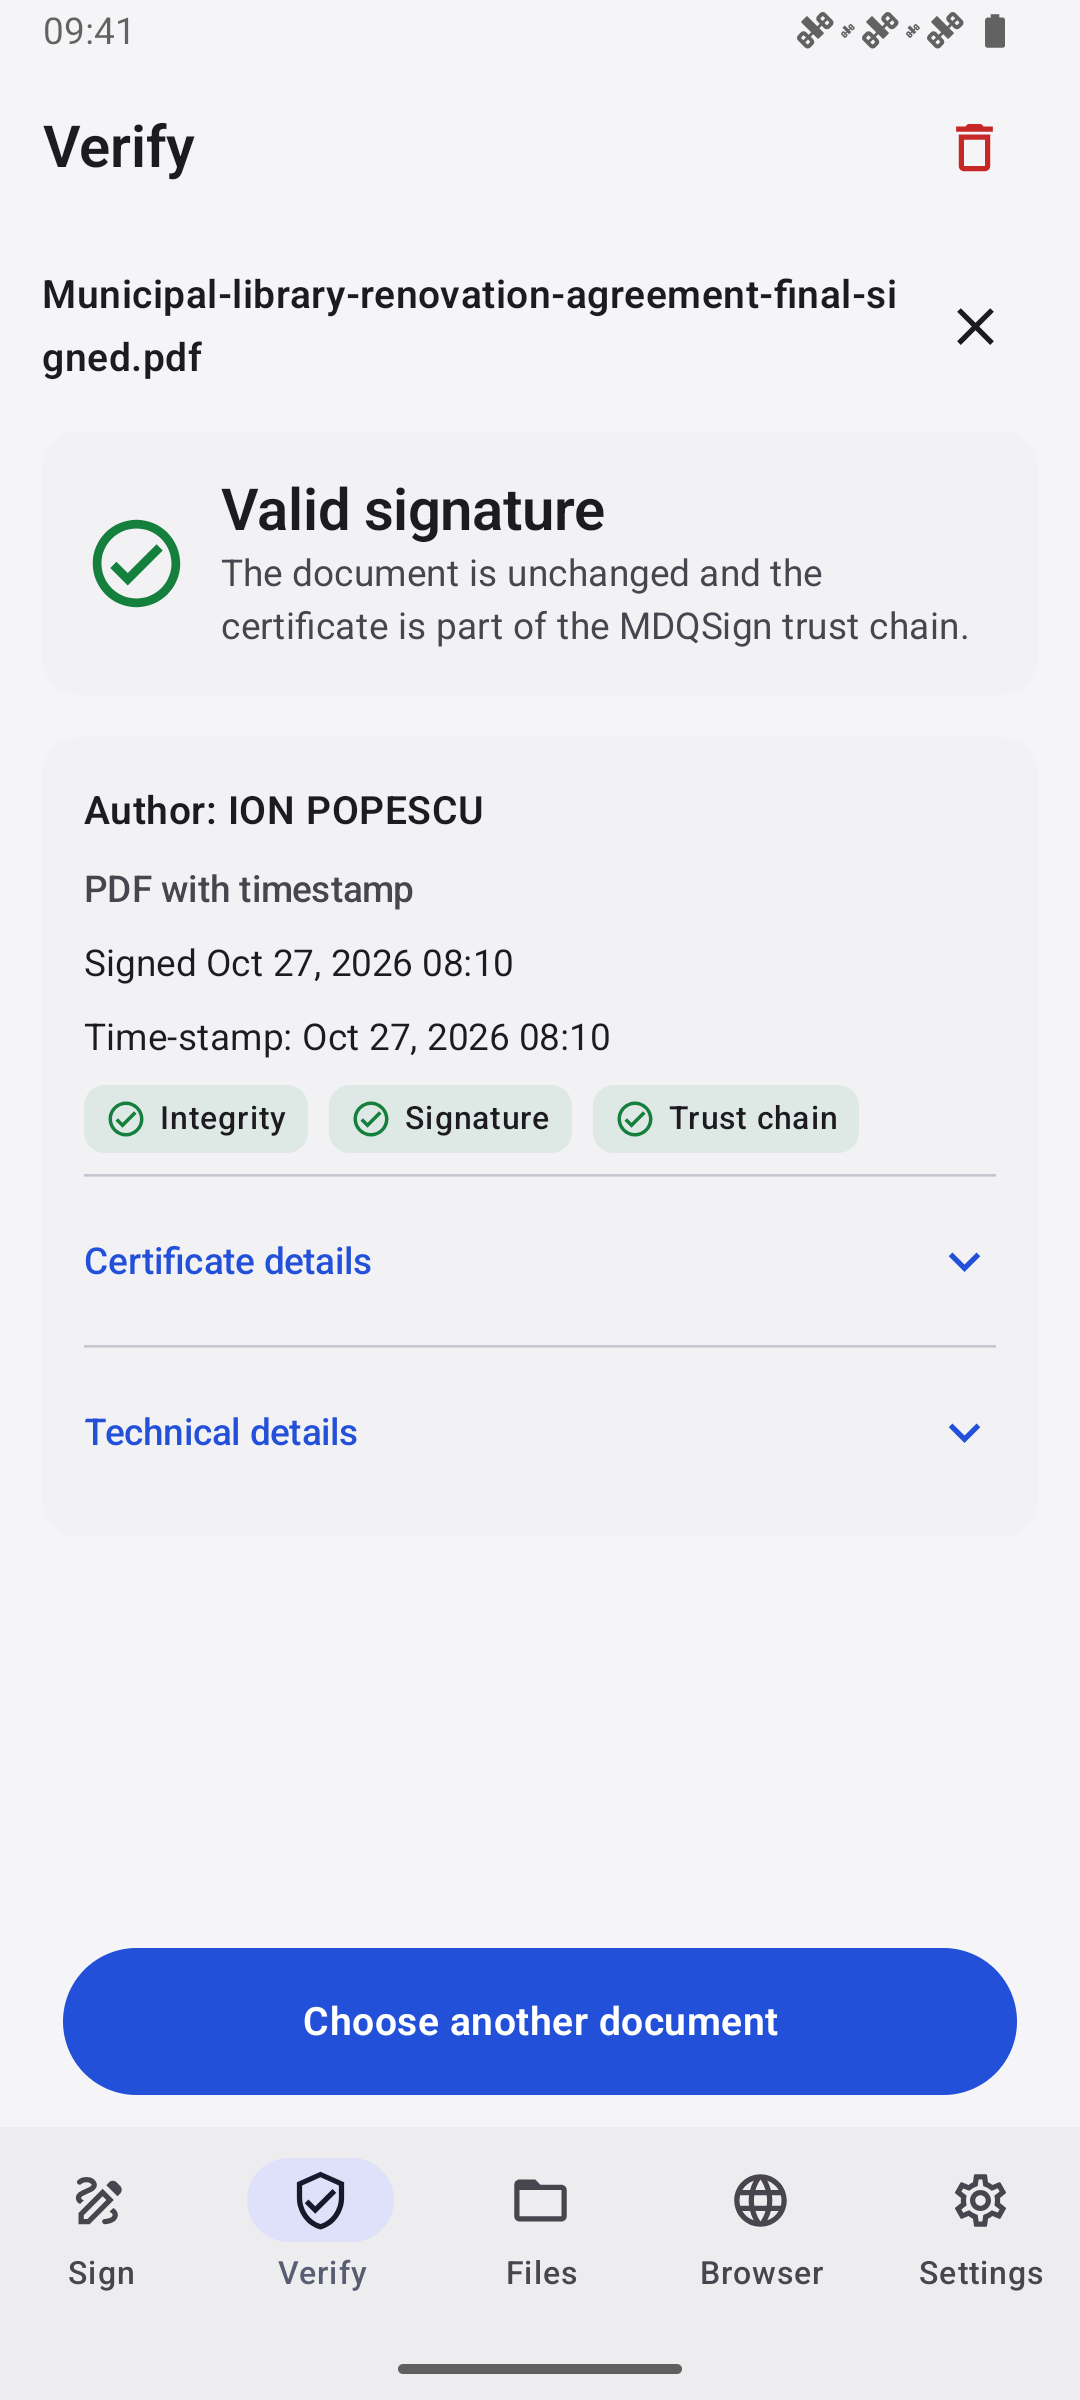 09:41
Verify
Municipal-library-renovation-agreement-final-si
gned.pdf
Valid signature
The document is unchanged and the
certificate is part of the MDQSign trust chain.
Author: ION POPESCU
PDF with timestamp
Signed Oct 27, 2026 08:10
Time-stamp: Oct 27, 2026 08:10
Integrity Signature Trust chain
Certificate details
Technical details
Choose another document
Sign Verify Files Browser Settings